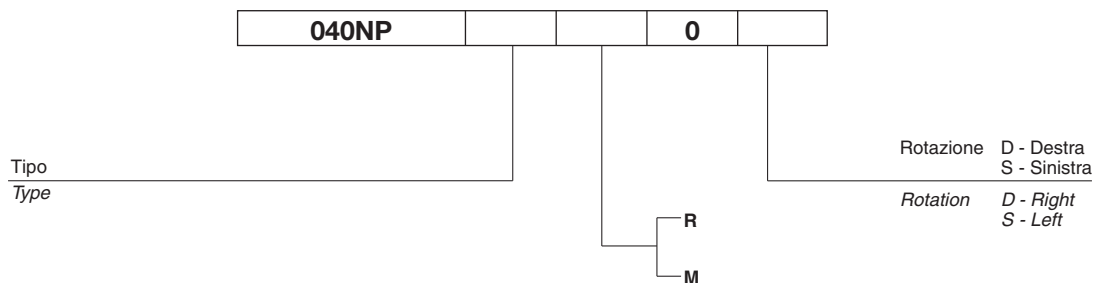 040NP 0
Rotazione D - Destra
S - Sinistra
Tipo
Type
Rotation D - Right
S - Left
R
M